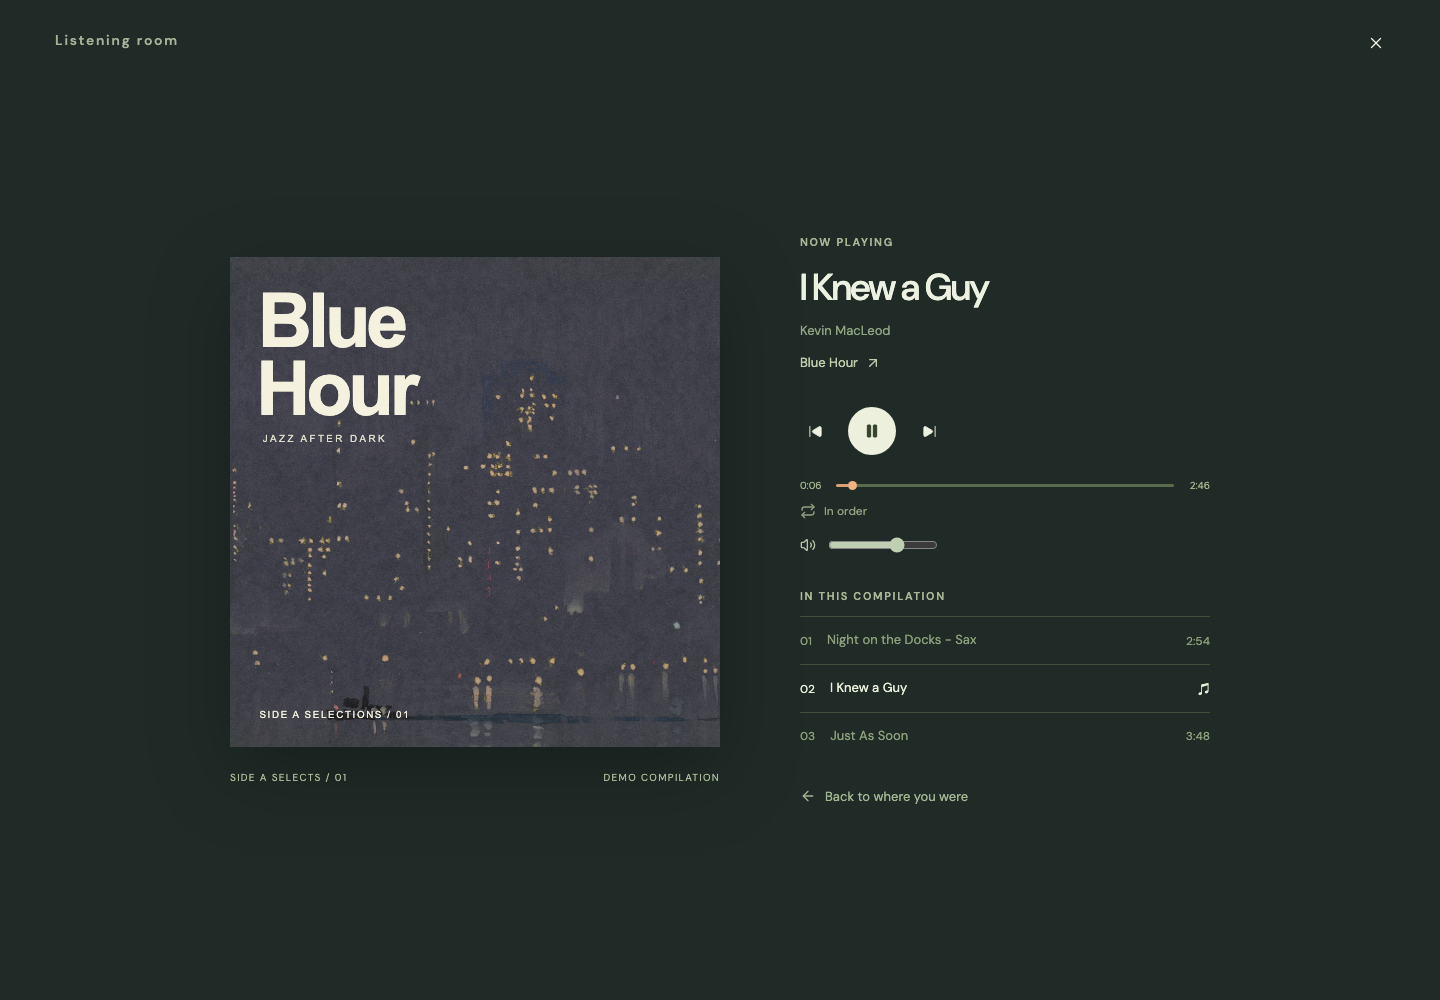 Listening room
Blue
Hour
JAZZ AFTER DARK
SIDE A SELECTIONS / 01
SIDE A SELECTS / 01
DEMO COMPILATION
NOW PLAYING
I Knew a Guy
Kevin MacLeod
Blue Hour
0:06
2:46
In order
IN THIS COMPILATION
01 Night on the Docks - Sax 2:54
02 I Knew a Guy
03 Just As Soon 3:48
Back to where you were